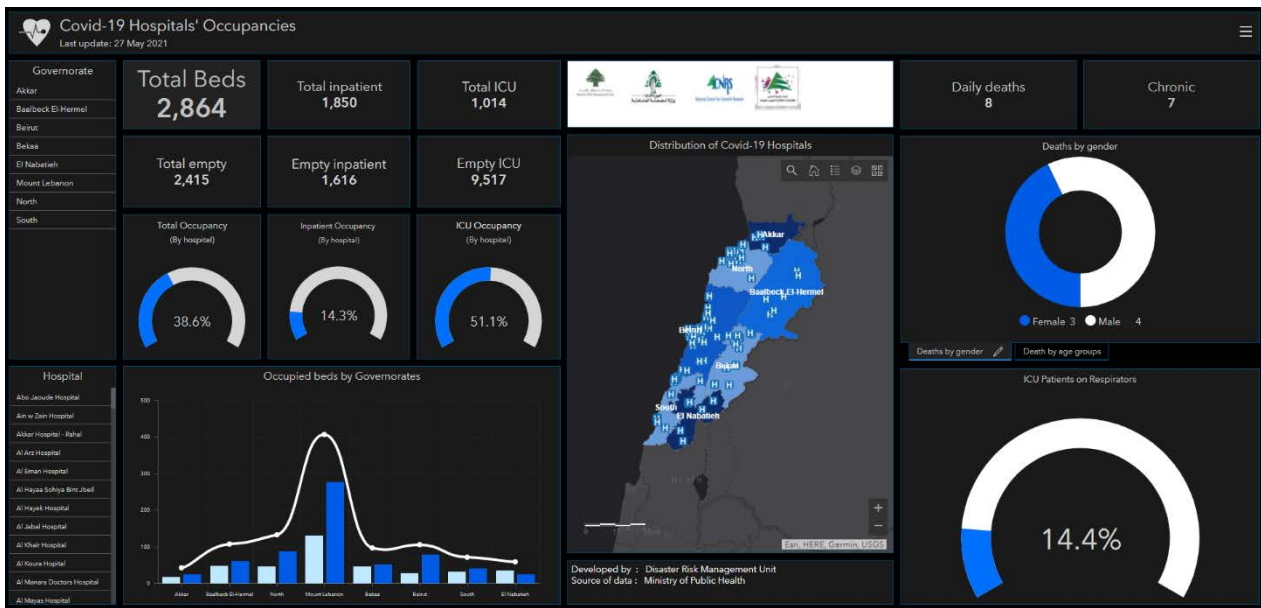 Covid-19 Hospitals' Occupancies
Last update: 27 May 2021
Governorate
Akkar
Baalbeck El-Hermel
Beirut
Bekaa
El Nabatieh
Mount Lebanon
North
South
Total Beds
2,864
Total inpatient
1,850
Total ICU
1,014
Total empty
2,415
Empty inpatient
1,616
Empty ICU
9,517
Total Occupancy
(By hospital)
38.6%
Inpatient Occupancy
(By hospital)
14.3%
ICU Occupancy
(By hospital)
51.1%
CNRS
Distribution of Covid-19 Hospitals
Akkar
North
Baalbeck El-Hermel
Beirut
Bekaa
South
El Nabatieh
Esri, HERE, Garmin, USGS
Developed by : Disaster Risk Management Unit
Source of data : Ministry of Public Health
Daily deaths
8
Chronic
7
Deaths by gender
Female 3 Male 4
Deaths by gender
Death by age groups
ICU Patients on Respirators
14.4%
Hospital
Abo Jaoude Hospital
Ain w Zain Hospital
Akkar Hospital - Rahal
Al Arz Hospital
Al Eman Hospital
Al Hayaa Sohiya Bint Jbeil
Al Hayek Hospital
Al Jabal Hospital
Al Khair Hospital
Al Koura Hopital
Al Manara Doctors Hospital
Al Mayas Hospital
Occupied beds by Governorates
500
400
300
200
100
0
Akkar Baalbeck El-Hermel North Mount Lebanon Bekaa Beirut South El Nabatieh